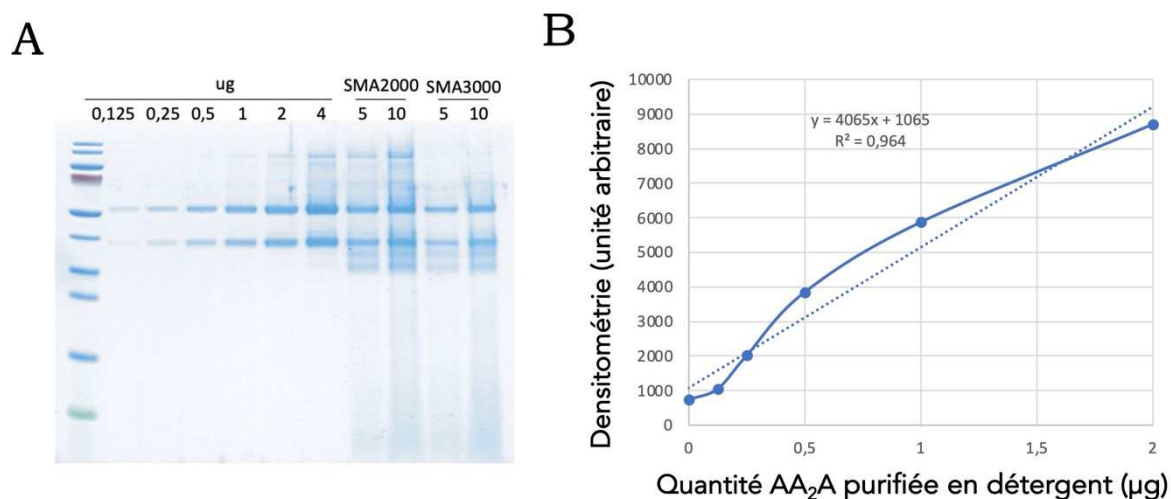 A
ug SMA2000 SMA3000
0,125 0,25 0,5 1 2 4 5 10 5 10
B
Densitométrie (unité arbitraire)
10000
9000
8000
7000
6000
5000
4000
3000
2000
1000
0
y = 4065x + 1065
R² = 0,964
0 0,5 1 1,5 2
Quantité AA₂A purifiée en détergent (µg)